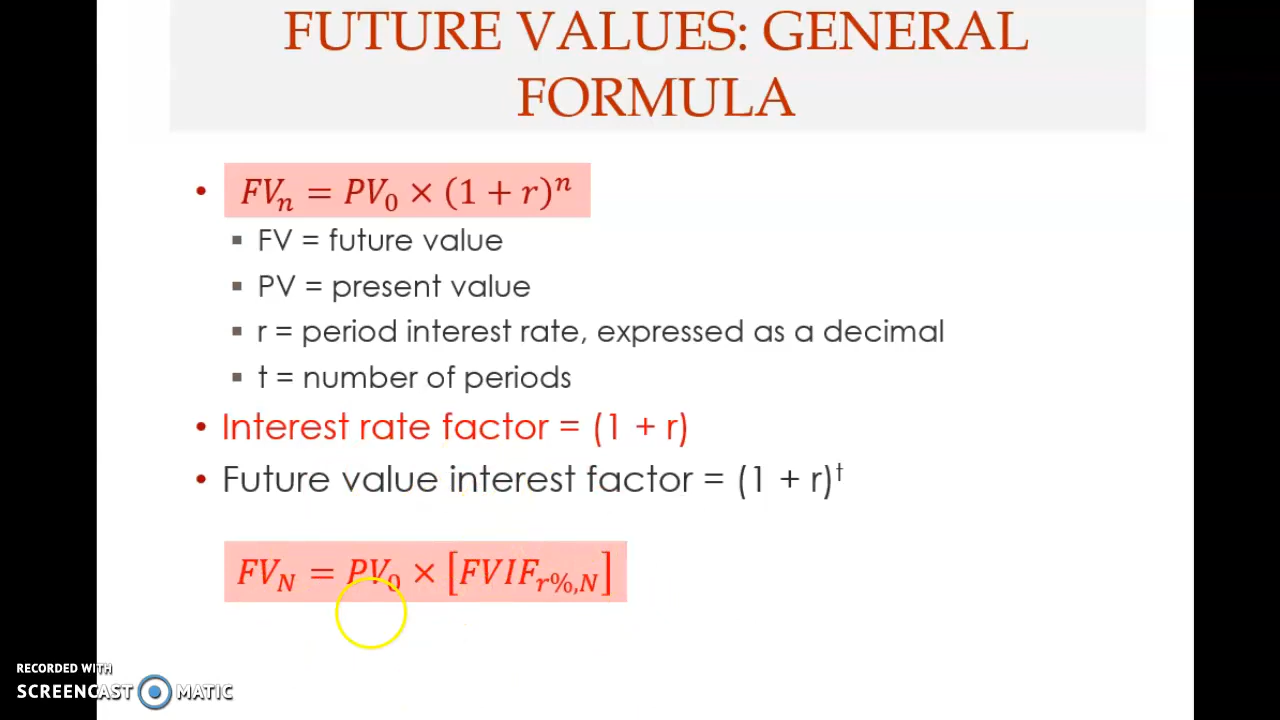 FUTURE VALUES: GENERAL
FORMULA
• FVₙ = PV₀ × (1 + r)ⁿ
▪ FV = future value
▪ PV = present value
▪ r = period interest rate, expressed as a decimal
▪ t = number of periods
• Interest rate factor = (1 + r)
• Future value interest factor = (1 + r)ᵗ
FV_N = PV₀ × [FVIF_r%,N]
RECORDED WITH
SCREENCAST MATIC